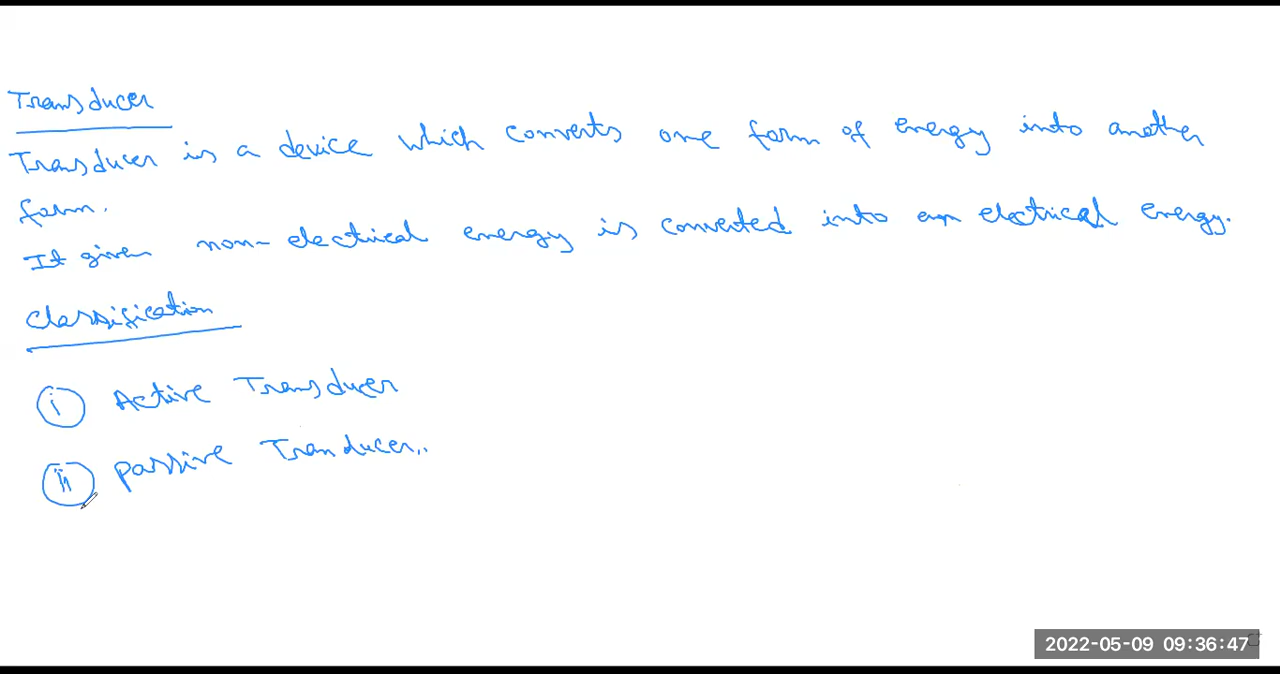 Transducer
Transducer is a device which converts one form of energy into another
form.
It given non-electrical energy is converted into an electrical energy.
Classification
i Active Transducer
ii passive Tranducer..
2022-05-09 09:36:47